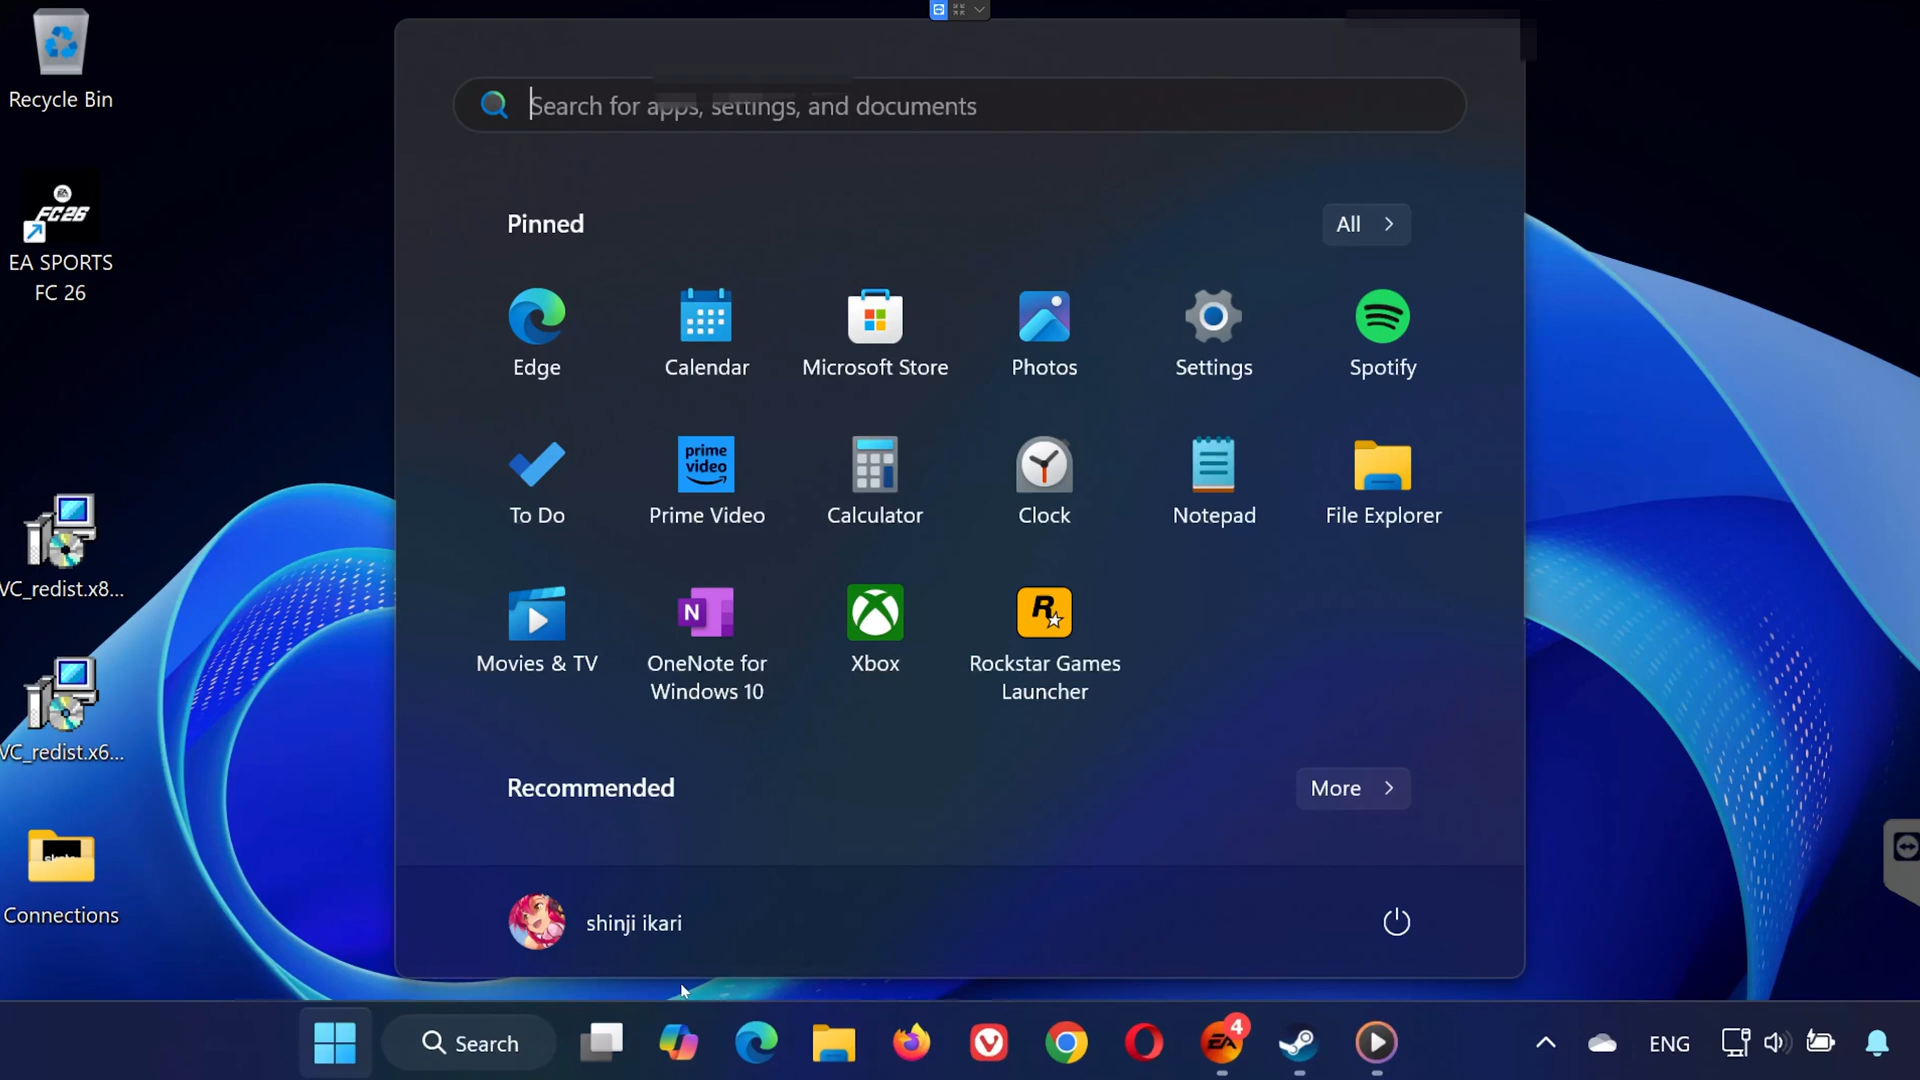 Recycle Bin
EA SPORTS
FC 26
VC_redist.x8...
VC_redist.x6...
Connections
Search for apps, settings, and documents
Pinned
All
Edge
Calendar
Microsoft Store
Photos
Settings
Spotify
prime
video
To Do
Prime Video
Calculator
Clock
Notepad
File Explorer
N
R
Movies & TV
OneNote for
Windows 10
Xbox
Rockstar Games
Launcher
Recommended
More
shinji ikari
Search
EA
4
ENG